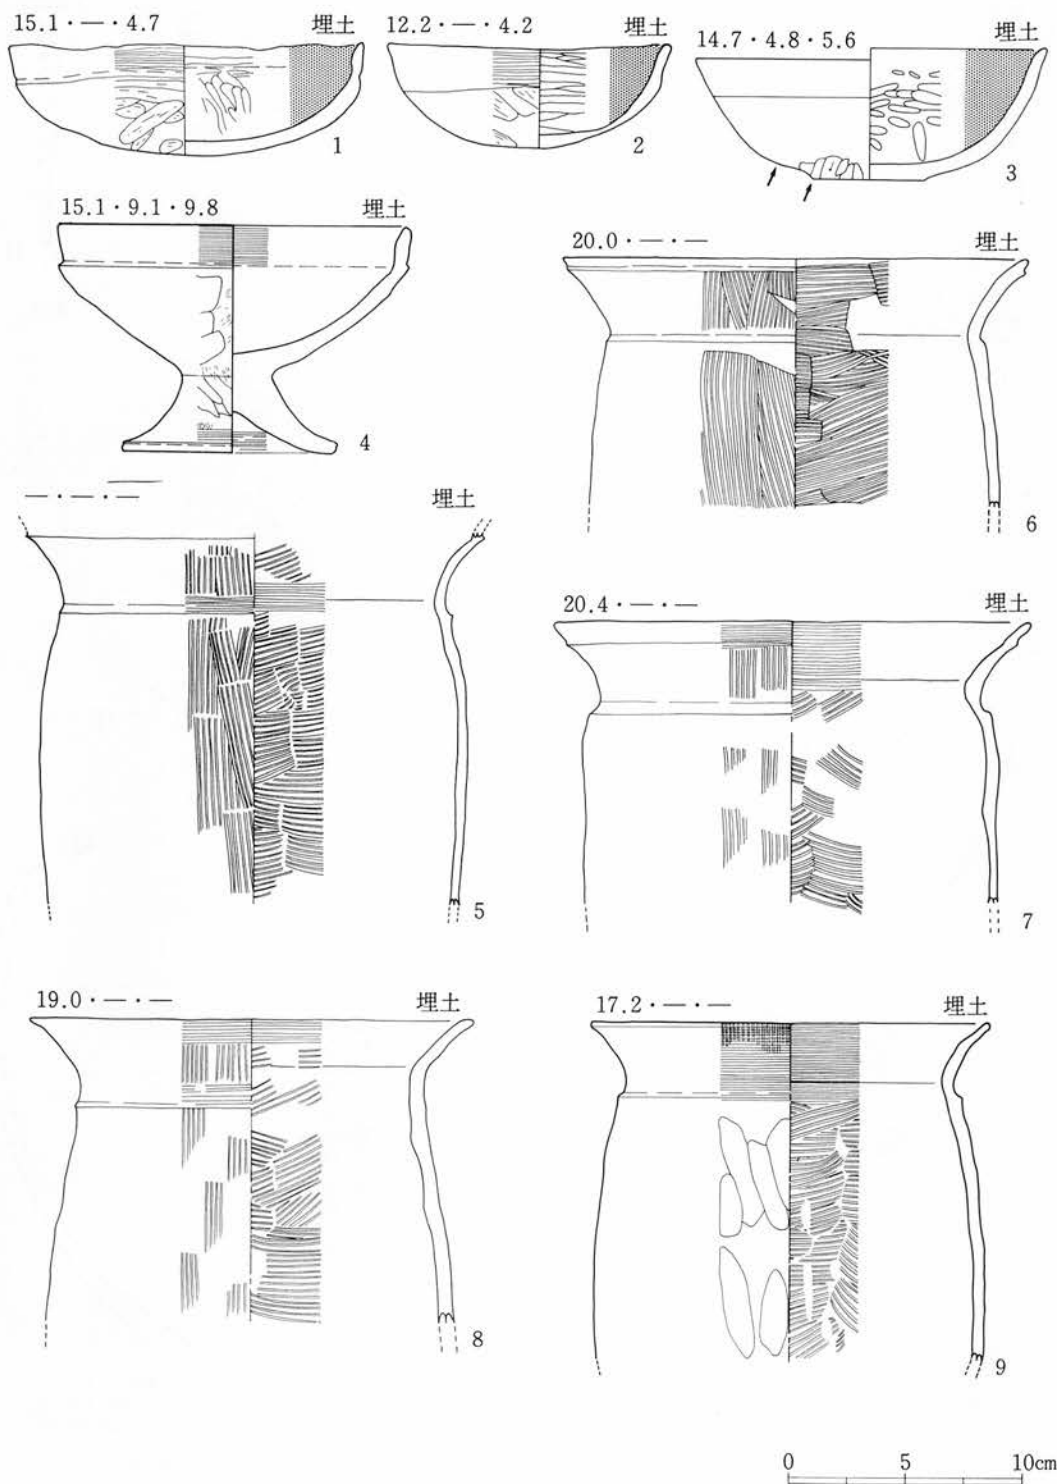 15.1・—・4.7 埋土
1
12.2・—・4.2 埋土
2
14.7・4.8・5.6 埋土
3
15.1・9.1・9.8 埋土
4
20.0・—・— 埋土
6
—・—・— 埋土
5
20.4・—・— 埋土
7
19.0・—・— 埋土
8
17.2・—・— 埋土
9
0 5 10cm